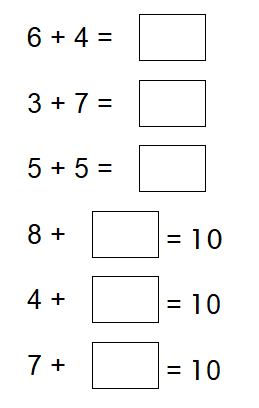 6 + 4 =
3 + 7 =
5 + 5 =
8 + = 10
4 + = 10
7 + = 10